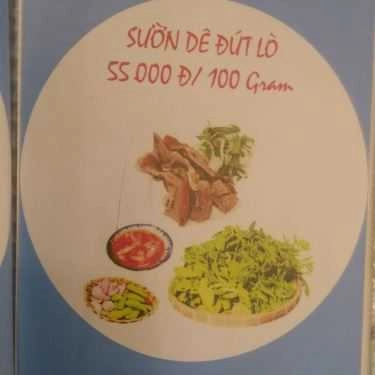 SƯỜN DÊ ĐÚT LÒ
55.000 Đ/ 100 Gram